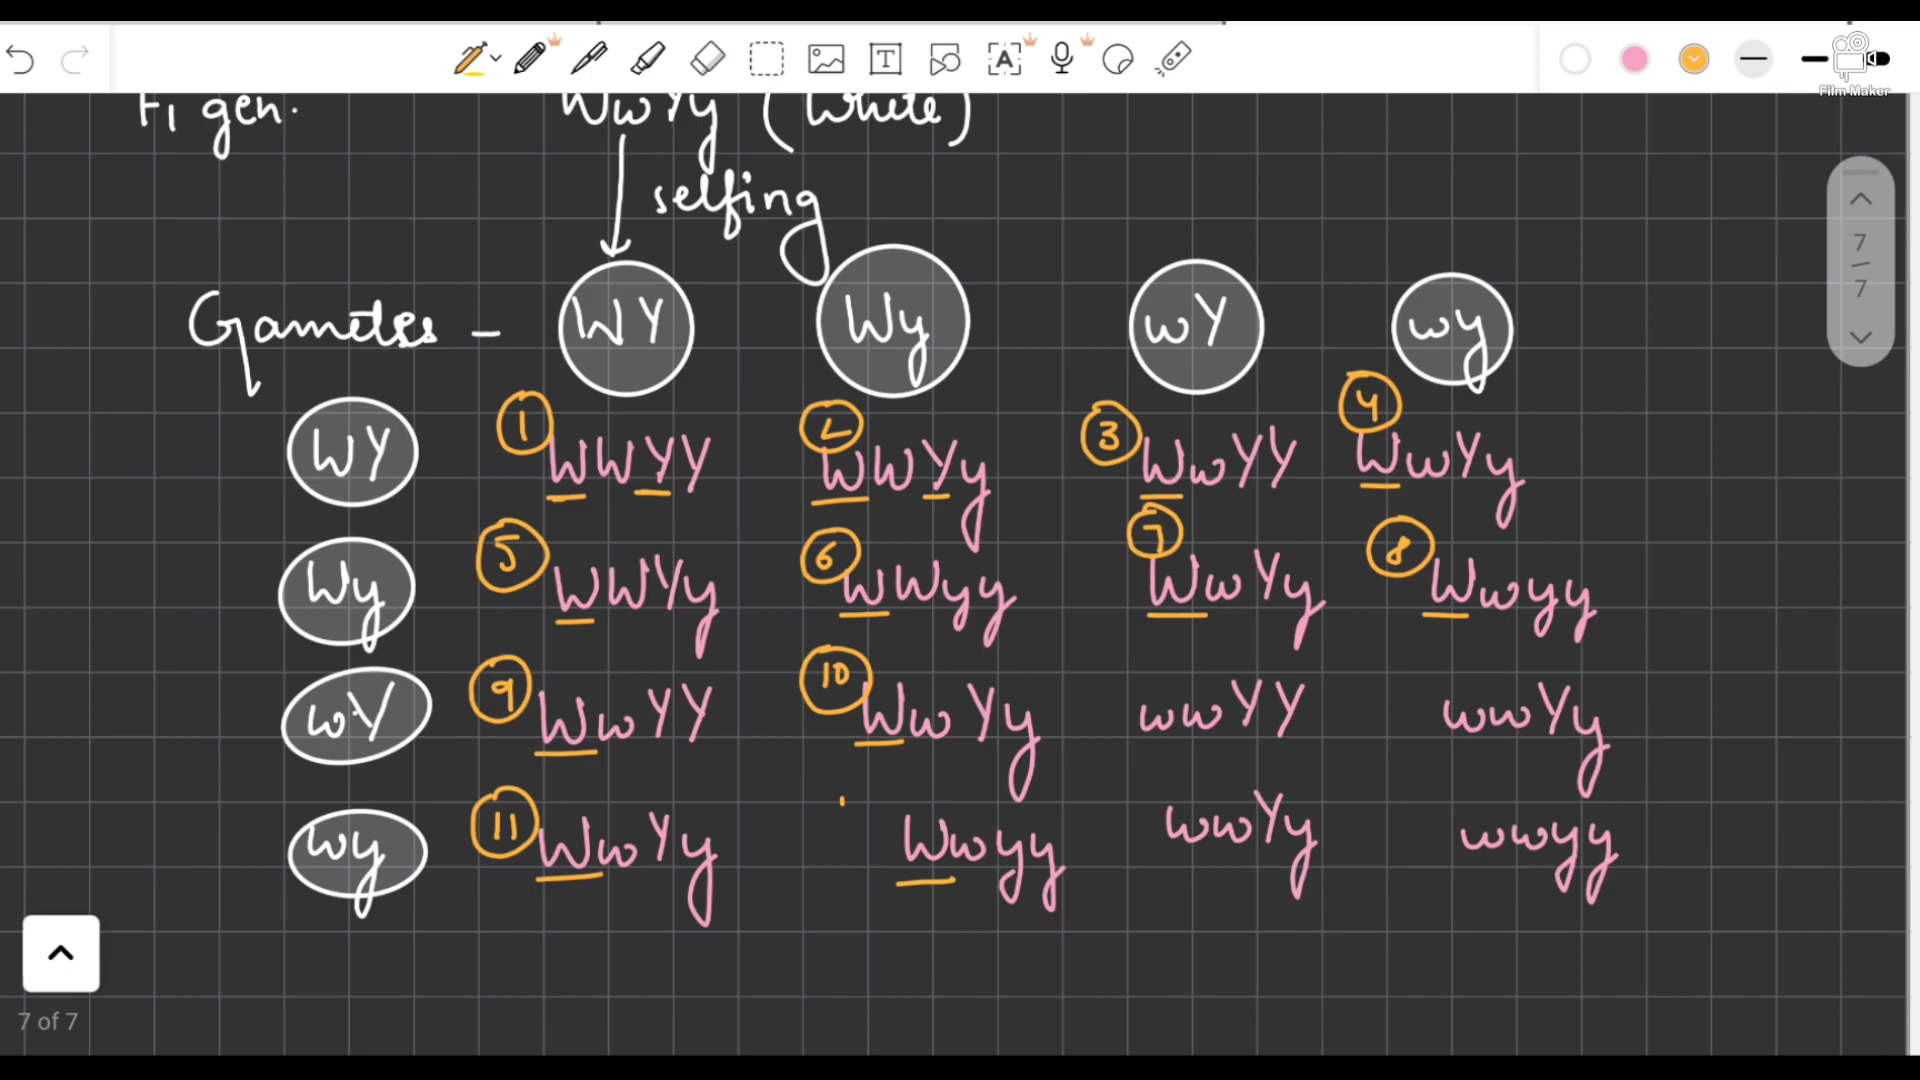 Film Maker
F1 gen. WwYy (White)
selfing
7
7
Gametes - WY Wy wY wy
WY 1 WWYY 2 WWYy 3 WwYY 4 WwYy
Wy 5 WWYy 6 WWyy 7 WwYy 8 Wwyy
wY 9 WwYY 10 WwYy wwYY wwYy
wy 11 WwYy Wwyy wwYy wwyy
7 of 7